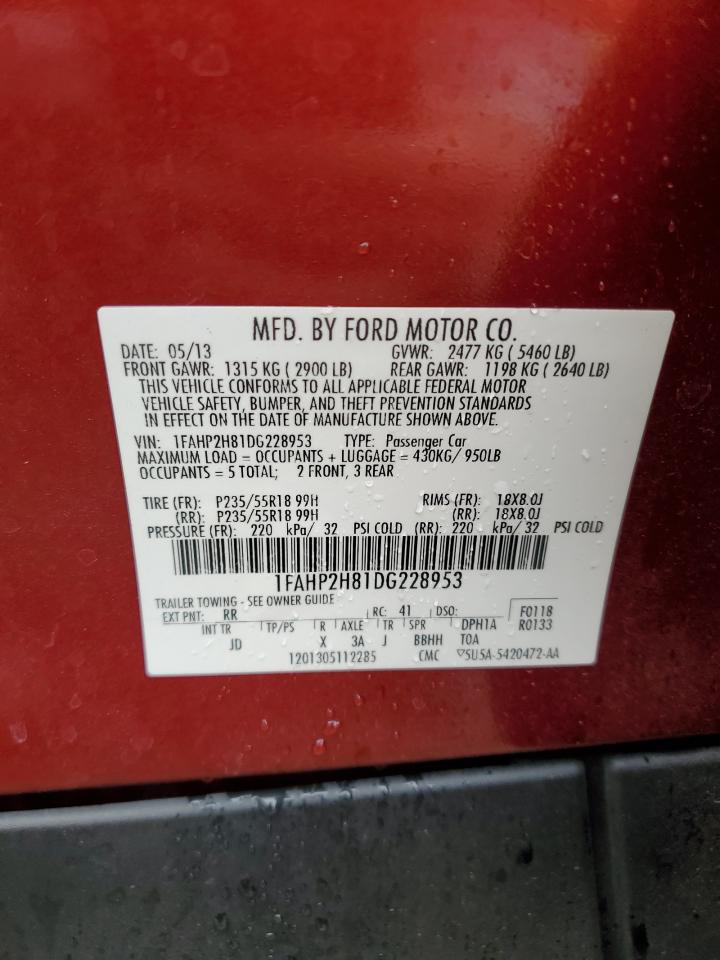 MFD. BY FORD MOTOR CO.
DATE: 05/13 GVWR: 2477 KG ( 5460 LB)
FRONT GAWR: 1315 KG ( 2900 LB) REAR GAWR: 1198 KG ( 2640 LB)
THIS VEHICLE CONFORMS TO ALL APPLICABLE FEDERAL MOTOR
VEHICLE SAFETY, BUMPER, AND THEFT PREVENTION STANDARDS
IN EFFECT ON THE DATE OF MANUFACTURE SHOWN ABOVE.
VIN: 1FAHP2H81DG228953 TYPE: Passenger Car
MAXIMUM LOAD = OCCUPANTS + LUGGAGE = 430KG/ 950LB
OCCUPANTS = 5 TOTAL; 2 FRONT, 3 REAR
TIRE (FR): P235/55R18 99H RIMS (FR): 18X8.0J
(RR): P235/55R18 99H (RR): 18X8.0J
PRESSURE (FR): 220 kPa/ 32 PSI COLD (RR): 220 kPa/ 32 PSI COLD
1FAHP2H81DG228953
TRAILER TOWING - SEE OWNER GUIDE
EXT PNT: RR RC: 41 DSO: F0118
INT TR TP/PS R AXLE TR SPR DPH1A R0133
JD X 3A J BBHH T0A
1201305112285 CMC ▽5U5A-5420472-AA